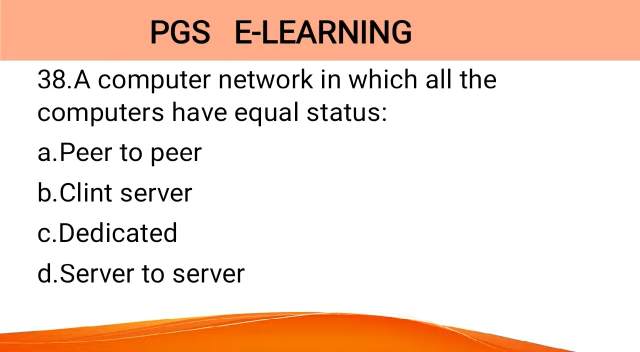 PGS E-LEARNING
38.A computer network in which all the
computers have equal status:
a.Peer to peer
b.Clint server
c.Dedicated
d.Server to server